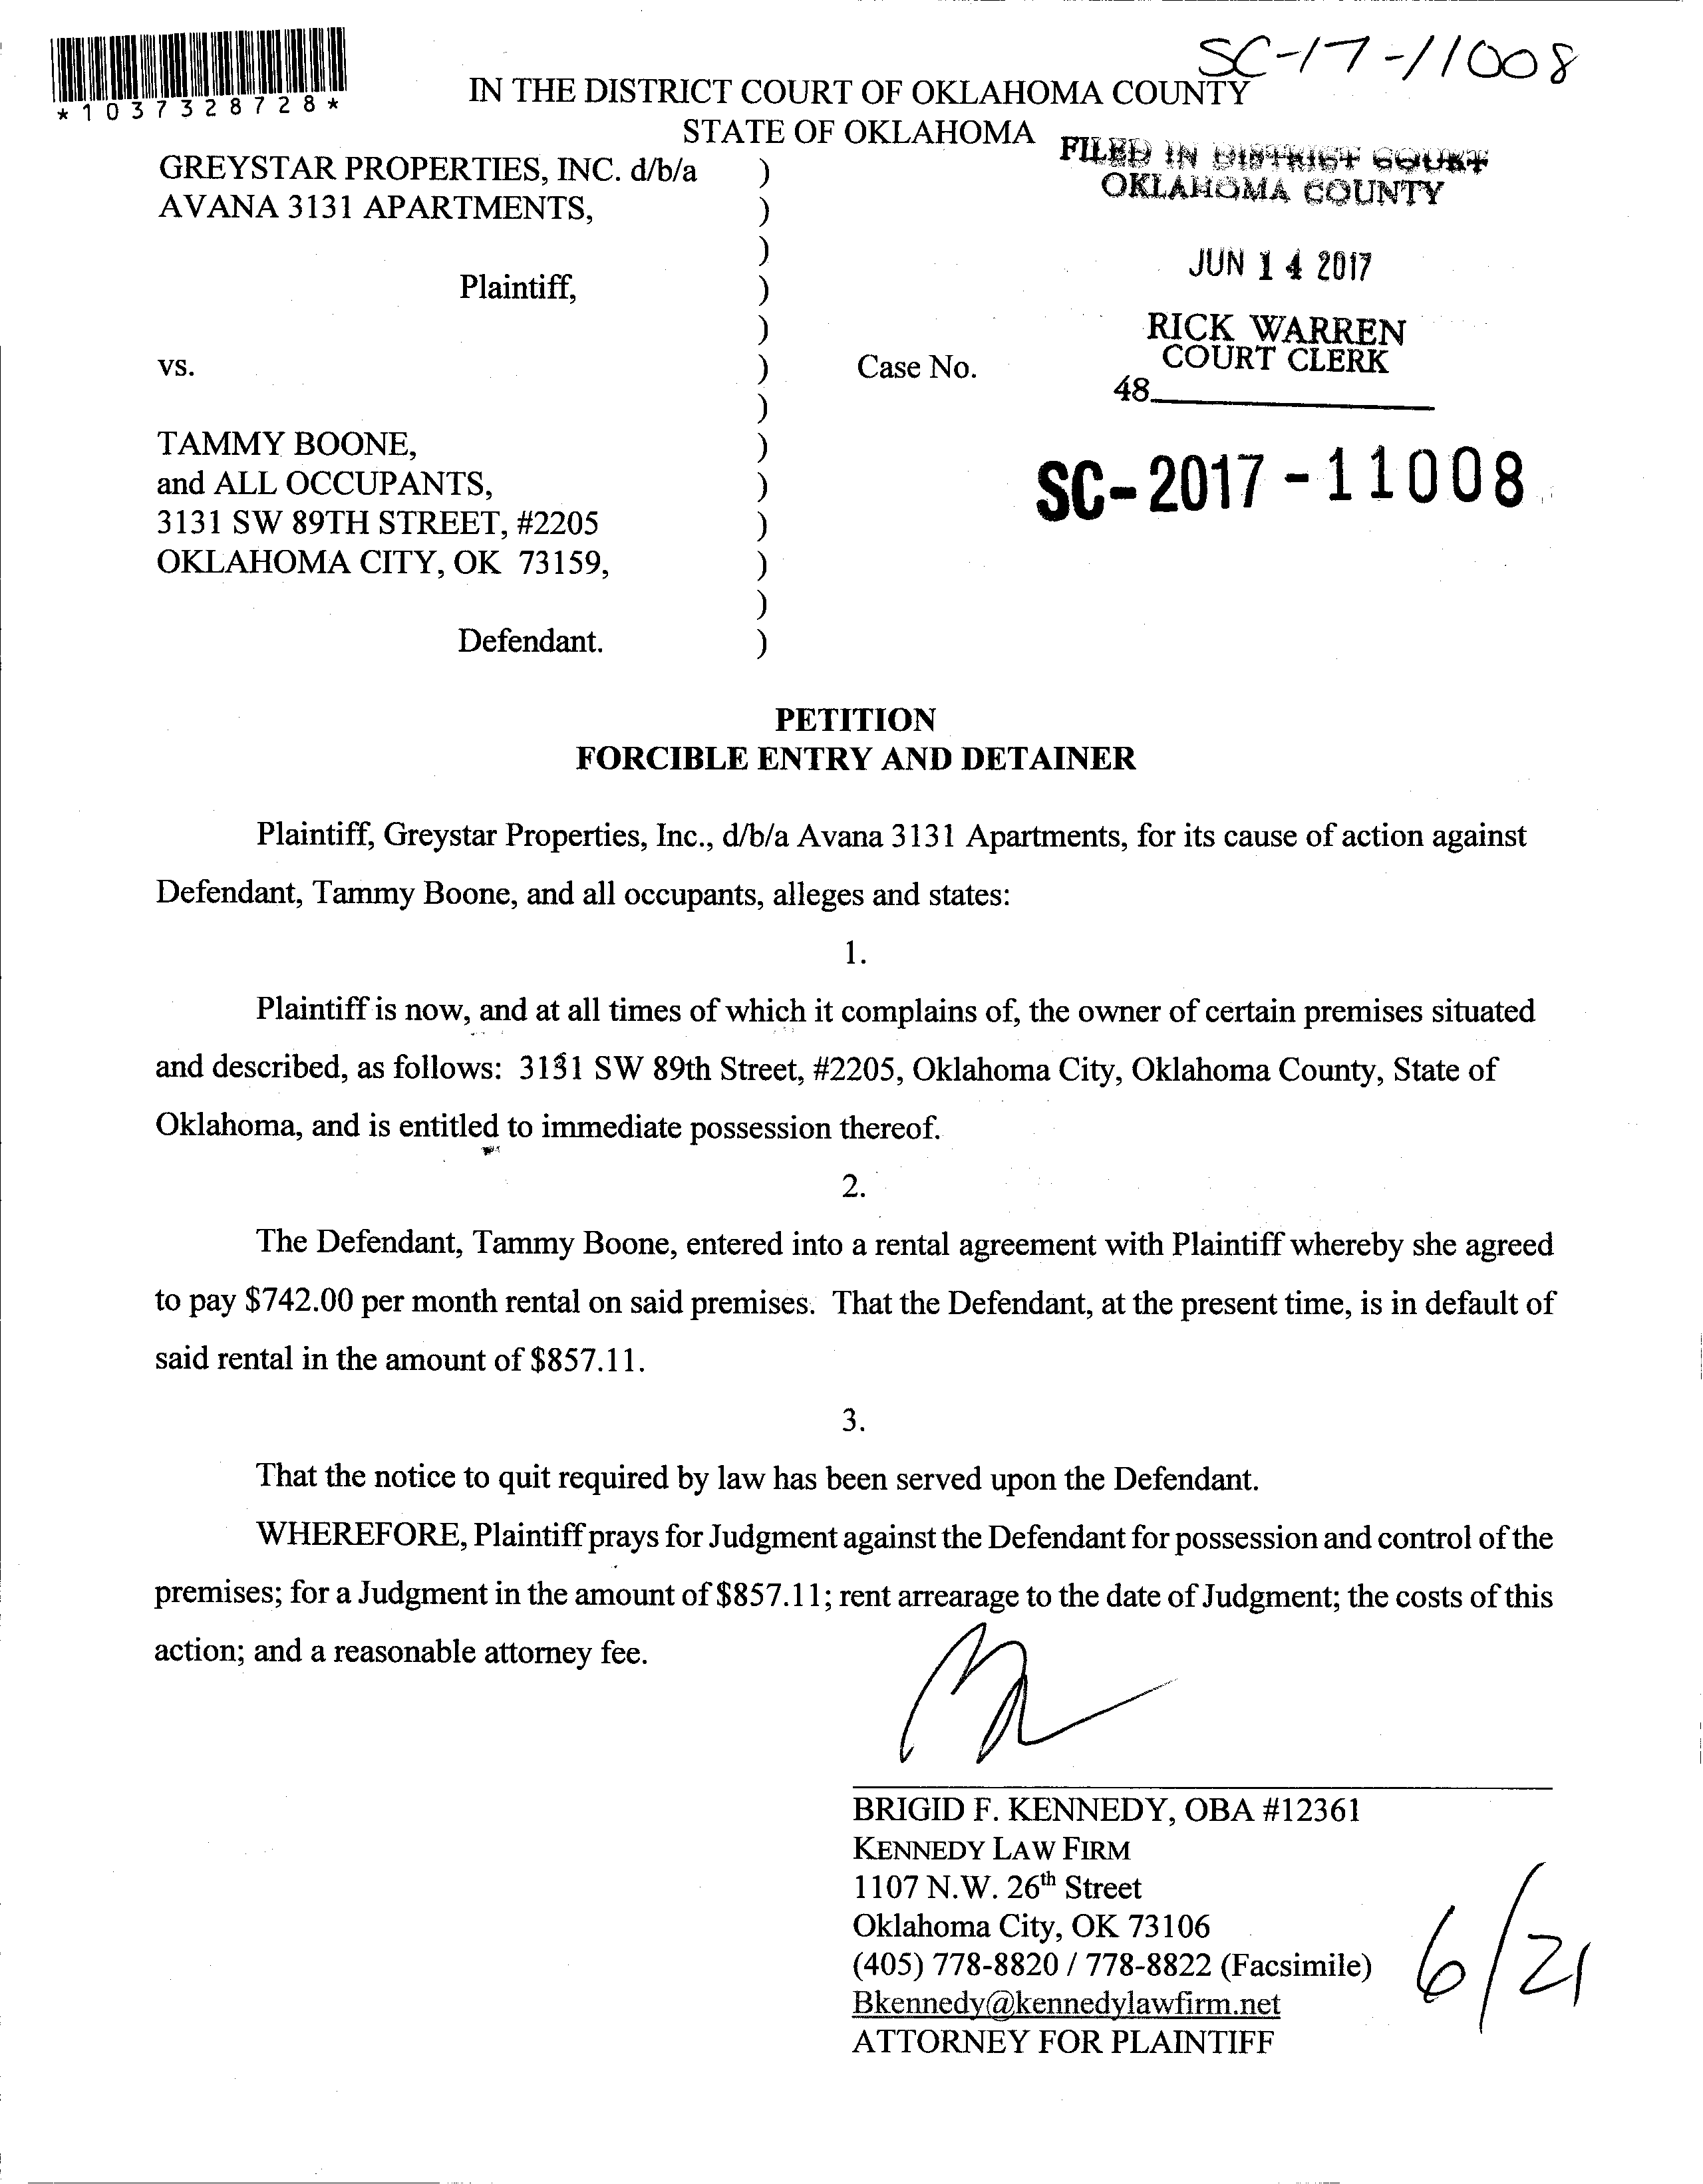 SC-17-11008
*1037328728*
IN THE DISTRICT COURT OF OKLAHOMA COUNTY
STATE OF OKLAHOMA
FILED IN DISTRICT COURT
OKLAHOMA COUNTY
JUN 14 2017
RICK WARREN
COURT CLERK
48
GREYSTAR PROPERTIES, INC. d/b/a )
AVANA 3131 APARTMENTS, )
)
Plaintiff, )
)
vs. ) Case No.
)
TAMMY BOONE, )
and ALL OCCUPANTS, ) SC-2017-11008
3131 SW 89TH STREET, #2205 )
OKLAHOMA CITY, OK 73159, )
)
Defendant. )
PETITION
FORCIBLE ENTRY AND DETAINER
Plaintiff, Greystar Properties, Inc., d/b/a Avana 3131 Apartments, for its cause of action against
Defendant, Tammy Boone, and all occupants, alleges and states:
1.
Plaintiff is now, and at all times of which it complains of, the owner of certain premises situated
and described, as follows: 3131 SW 89th Street, #2205, Oklahoma City, Oklahoma County, State of
Oklahoma, and is entitled to immediate possession thereof.
2.
The Defendant, Tammy Boone, entered into a rental agreement with Plaintiff whereby she agreed
to pay $742.00 per month rental on said premises. That the Defendant, at the present time, is in default of
said rental in the amount of $857.11.
3.
That the notice to quit required by law has been served upon the Defendant.
WHEREFORE, Plaintiff prays for Judgment against the Defendant for possession and control of the
premises; for a Judgment in the amount of $857.11; rent arrearage to the date of Judgment; the costs of this
action; and a reasonable attorney fee.
BRIGID F. KENNEDY, OBA #12361
KENNEDY LAW FIRM
1107 N.W. 26th Street
Oklahoma City, OK 73106
(405) 778-8820 / 778-8822 (Facsimile)
Bkennedy@kennedylawfirm.net
ATTORNEY FOR PLAINTIFF
6/21